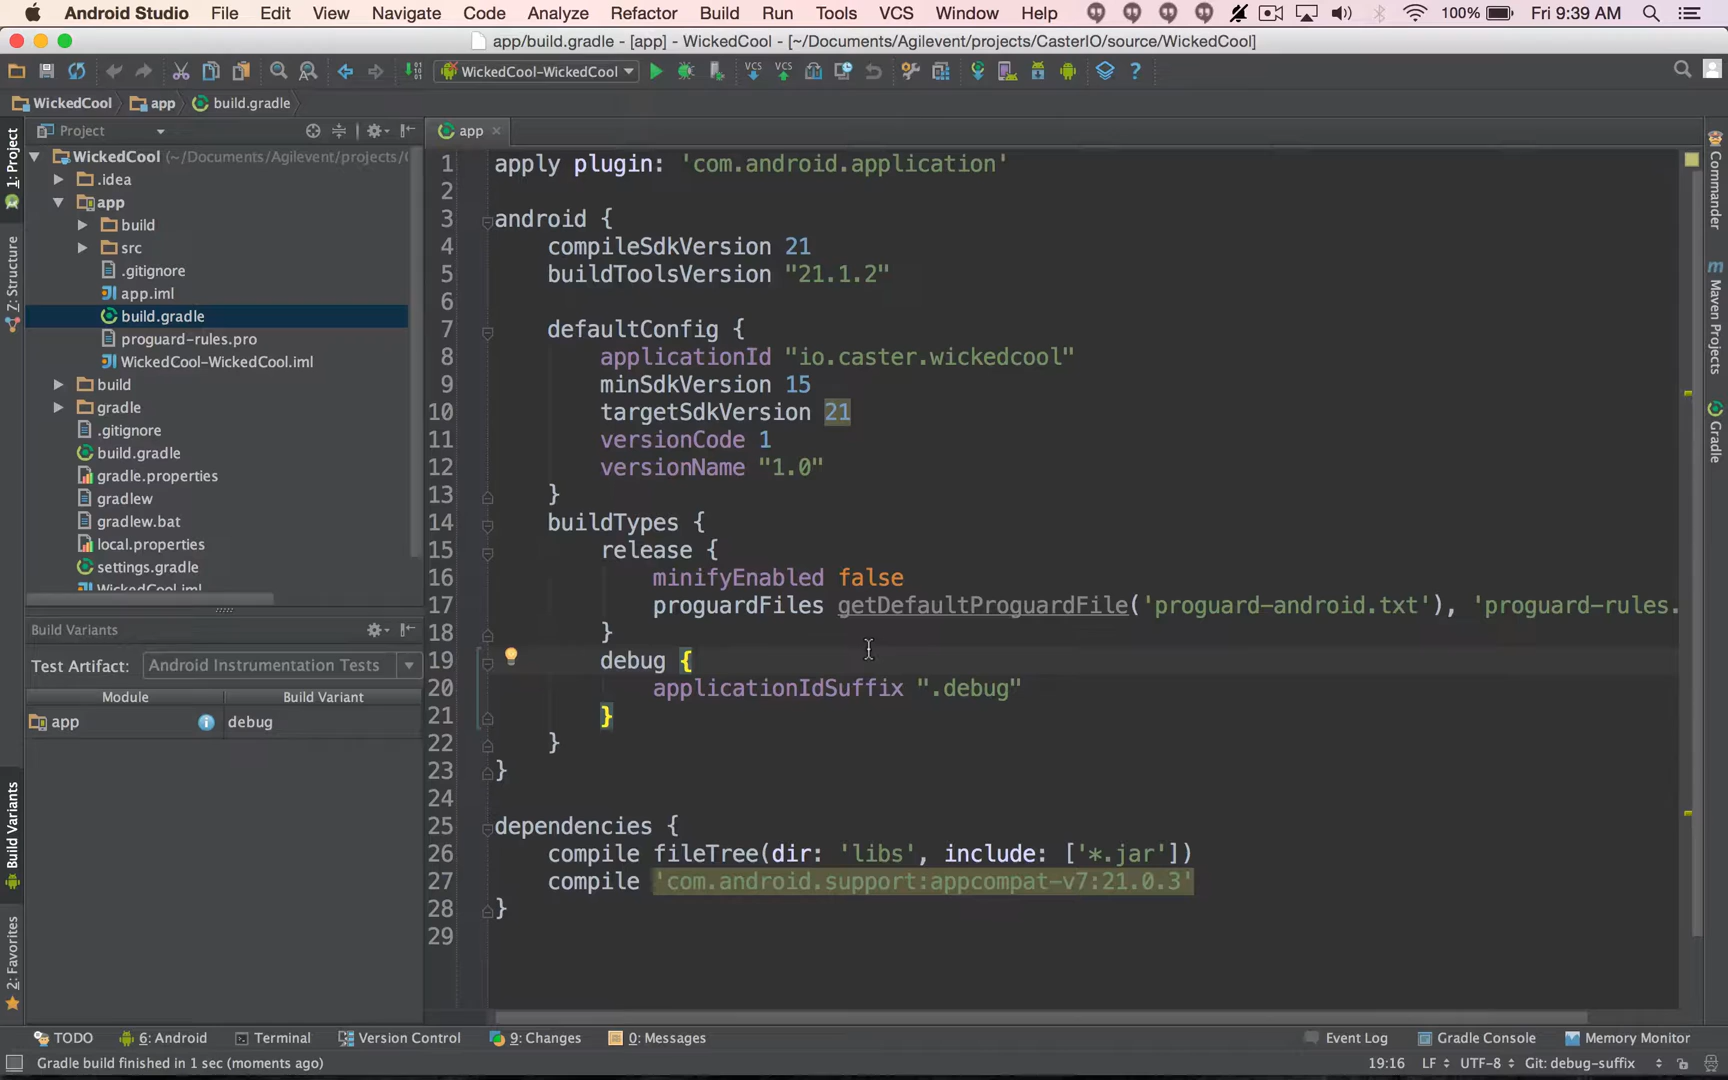 Android Studio File Edit View Navigate Code Analyze Refactor Build Run Tools VCS Window Help 100% Fri 9:39 AM
app/build.gradle - [app] - WickedCool - [~/Documents/Agilevent/projects/CasterIO/source/WickedCool]
WickedCool-WickedCool VCS VCS ?
WickedCool app build.gradle
Project app
WickedCool (~/Documents/Agilevent/projects/
.idea
app
build
src
.gitignore
app.iml
build.gradle
proguard-rules.pro
WickedCool-WickedCool.iml
build
gradle
.gitignore
build.gradle
gradle.properties
gradlew
gradlew.bat
local.properties
settings.gradle
WickedCool.iml
1: Project
7: Structure
Build Variants
2: Favorites
Build Variants
Test Artifact: Android Instrumentation Tests
Module Build Variant
app debug
1 apply plugin: 'com.android.application'
2
3 android {
4 compileSdkVersion 21
5 buildToolsVersion "21.1.2"
6
7 defaultConfig {
8 applicationId "io.caster.wickedcool"
9 minSdkVersion 15
10 targetSdkVersion 21
11 versionCode 1
12 versionName "1.0"
13 }
14 buildTypes {
15 release {
16 minifyEnabled false
17 proguardFiles getDefaultProguardFile('proguard-android.txt'), 'proguard-rules.
18 }
19 debug {
20 applicationIdSuffix ".debug"
21 }
22 }
23 }
24
25 dependencies {
26 compile fileTree(dir: 'libs', include: ['*.jar'])
27 compile 'com.android.support:appcompat-v7:21.0.3'
28 }
29
Commander
m Maven Projects
Gradle
TODO 6: Android Terminal Version Control 9: Changes 0: Messages Event Log Gradle Console Memory Monitor
Gradle build finished in 1 sec (moments ago) 19:16 LF UTF-8 Git: debug-suffix